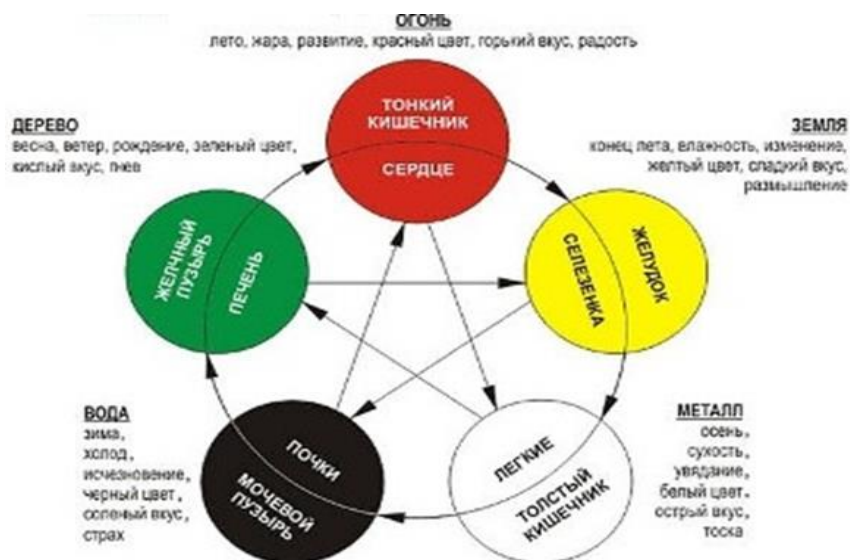 ОГОНЬ
лето, жара, развитие, красный цвет, горький вкус, радость
ТОНКИЙ
КИШЕЧНИК
СЕРДЦЕ
ДЕРЕВО
весна, ветер, рождение, зеленый цвет,
кислый вкус, гнев
ЗЕМЛЯ
конец лета, влажность, изменение,
желтый цвет, сладкий вкус,
размышление
ЖЕЛЧНЫЙ
ПУЗЫРЬ
ПЕЧЕНЬ
СЕЛЕЗЕНКА
ЖЕЛУДОК
ВОДА
зима,
холод,
исчезновение,
черный цвет,
соленый вкус,
страх
ПОЧКИ
МОЧЕВОЙ
ПУЗЫРЬ
ЛЕГКИЕ
ТОЛСТЫЙ
КИШЕЧНИК
МЕТАЛЛ
осень,
сухость,
увядание,
белый цвет,
острый вкус,
тоска